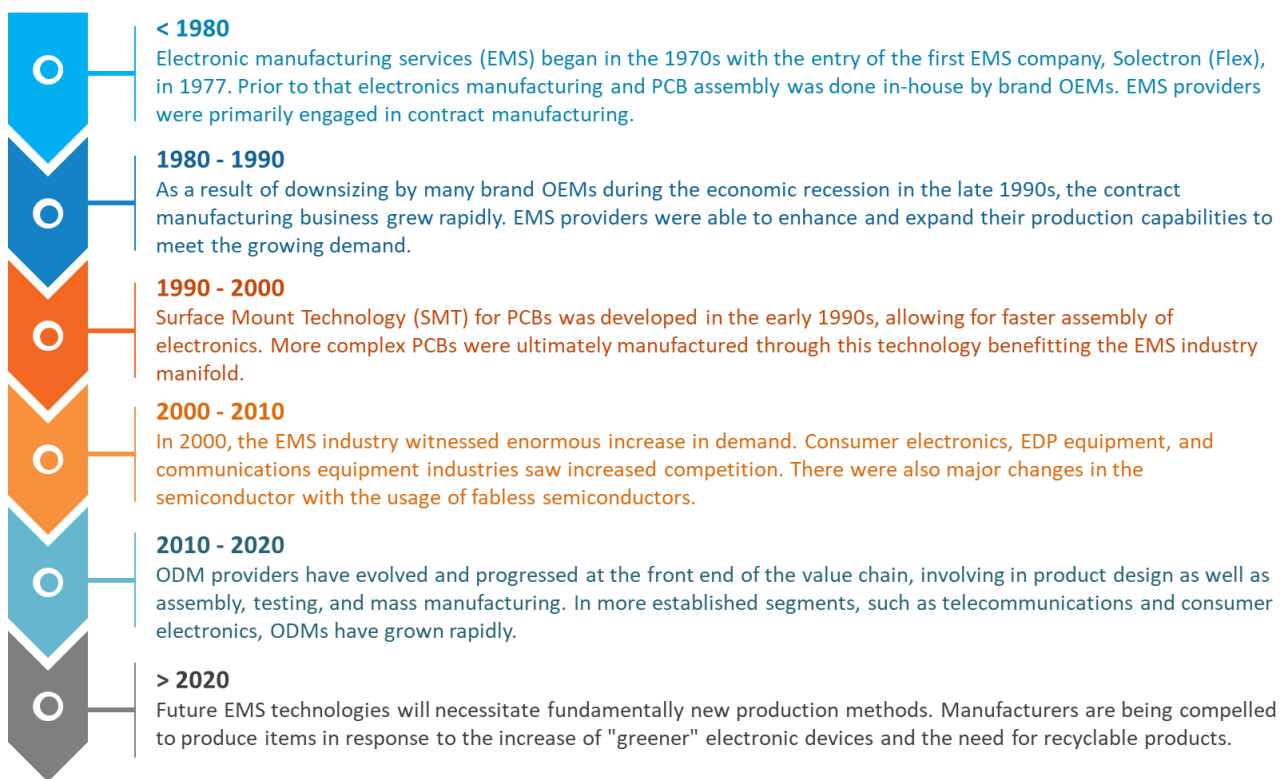 < 1980
Electronic manufacturing services (EMS) began in the 1970s with the entry of the first EMS company, Solectron (Flex),
in 1977. Prior to that electronics manufacturing and PCB assembly was done in-house by brand OEMs. EMS providers
were primarily engaged in contract manufacturing.
1980 - 1990
As a result of downsizing by many brand OEMs during the economic recession in the late 1990s, the contract
manufacturing business grew rapidly. EMS providers were able to enhance and expand their production capabilities to
meet the growing demand.
1990 - 2000
Surface Mount Technology (SMT) for PCBs was developed in the early 1990s, allowing for faster assembly of
electronics. More complex PCBs were ultimately manufactured through this technology benefitting the EMS industry
manifold.
2000 - 2010
In 2000, the EMS industry witnessed enormous increase in demand. Consumer electronics, EDP equipment, and
communications equipment industries saw increased competition. There were also major changes in the
semiconductor with the usage of fabless semiconductors.
2010 - 2020
ODM providers have evolved and progressed at the front end of the value chain, involving in product design as well as
assembly, testing, and mass manufacturing. In more established segments, such as telecommunications and consumer
electronics, ODMs have grown rapidly.
> 2020
Future EMS technologies will necessitate fundamentally new production methods. Manufacturers are being compelled
to produce items in response to the increase of "greener" electronic devices and the need for recyclable products.